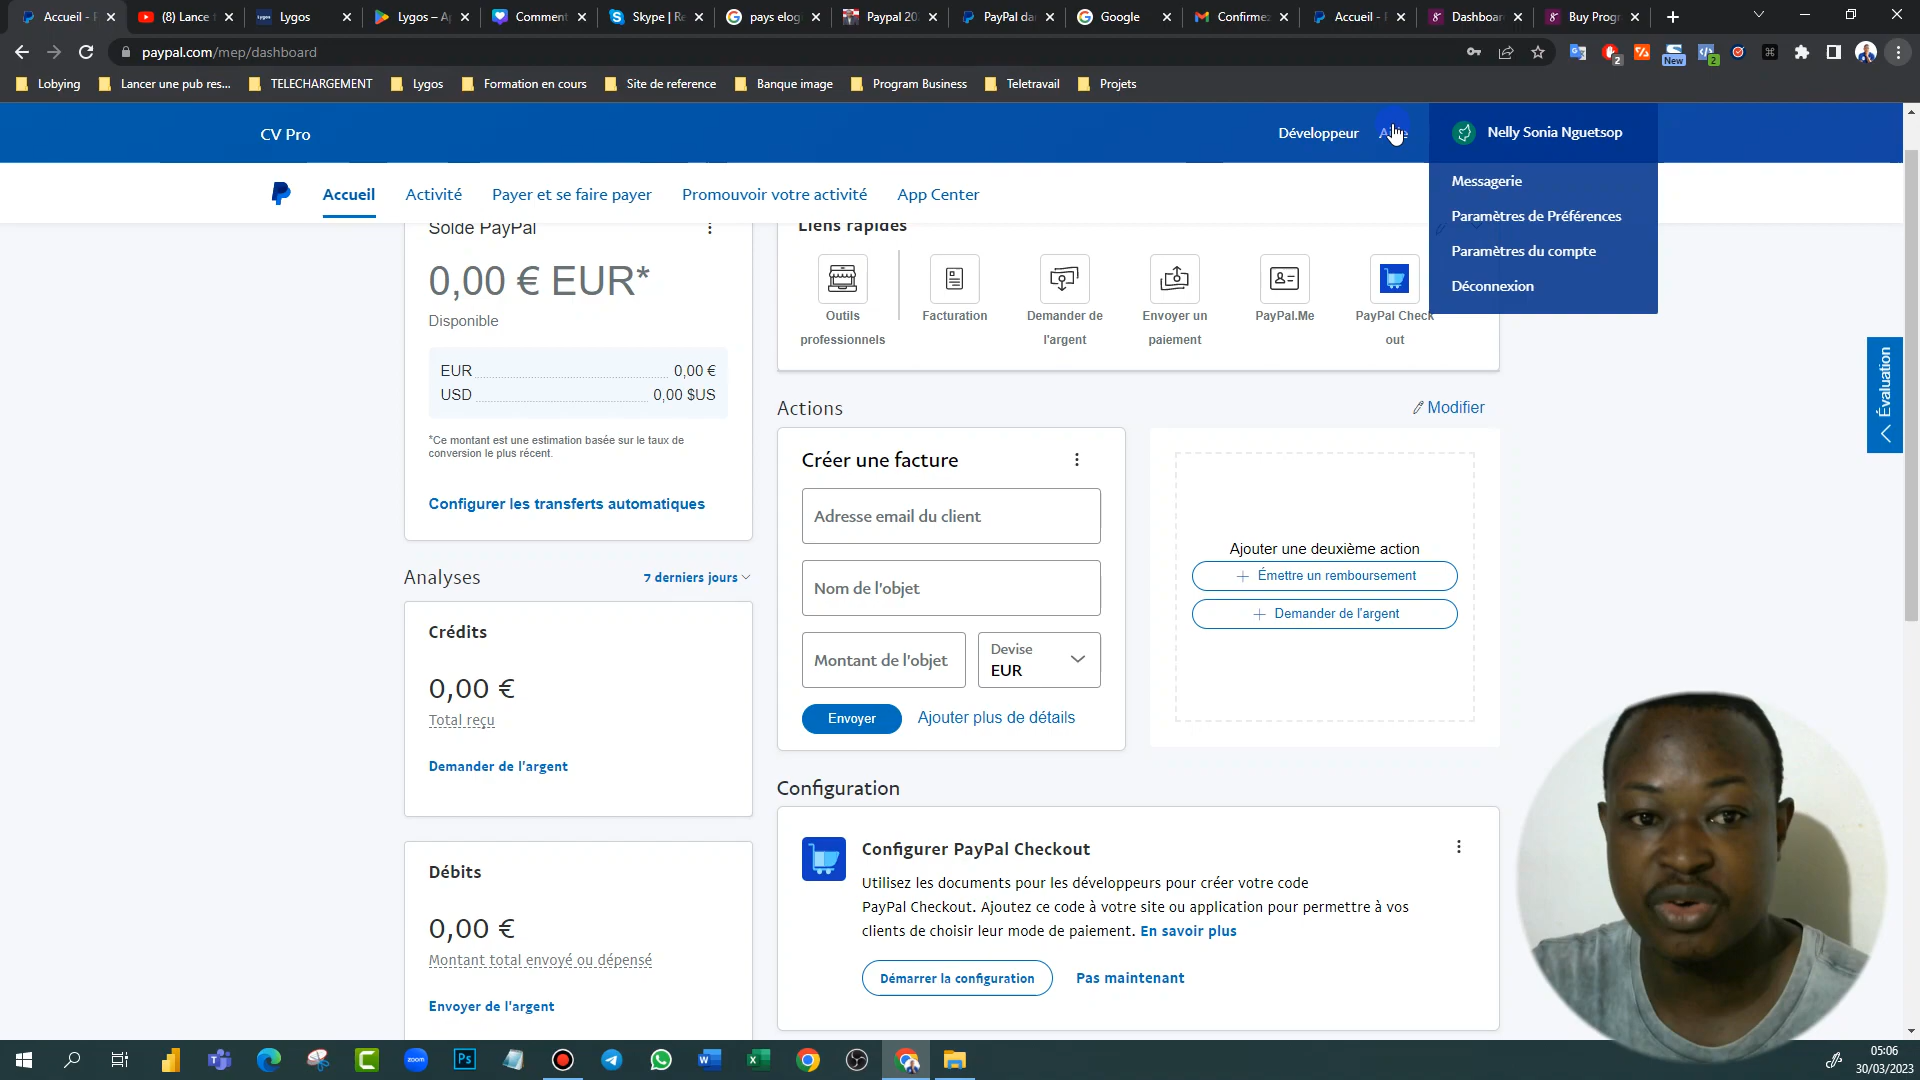 Accueil - P
(8) Lance
Lygos
Lygos – A
Comment
Skype | R
pays elog
Paypal 20
PayPal da
Google
Confirme
Accueil -
Dashboar
Buy Prog
paypal.com/mep/dashboard
2
New
2
Lobying
Lancer une pub res...
TELECHARGEMENT
Lygos
Formation en cours
Site de reference
Banque image
Program Business
Teletravail
Projets
CV Pro
Développeur
Nelly Sonia Nguetsop
Accueil
Activité
Payer et se faire payer
Promouvoir votre activité
App Center
Messagerie
Paramètres de Préférences
Paramètres du compte
Déconnexion
Solde PayPal
0,00 € EUR*
Disponible
EUR 0,00 €
USD 0,00 $US
*Ce montant est une estimation basée sur le taux de
conversion le plus récent.
Configurer les transferts automatiques
Liens rapides
Outils
professionnels
Facturation
Demander de
l'argent
Envoyer un
paiement
PayPal.Me
PayPal Check
out
Évaluation
Actions
Modifier
Créer une facture
Adresse email du client
Nom de l'objet
Montant de l'objet
Devise
EUR
Envoyer
Ajouter plus de détails
Ajouter une deuxième action
Émettre un remboursement
Demander de l'argent
Analyses
7 derniers jours
Crédits
0,00 €
Total reçu
Demander de l'argent
Débits
0,00 €
Montant total envoyé ou dépensé
Envoyer de l'argent
Configuration
Configurer PayPal Checkout
Utilisez les documents pour les développeurs pour créer votre code
PayPal Checkout. Ajoutez ce code à votre site ou application pour permettre à vos
clients de choisir leur mode de paiement. En savoir plus
Démarrer la configuration
Pas maintenant
zoom
Ps
05:06
30/03/2023